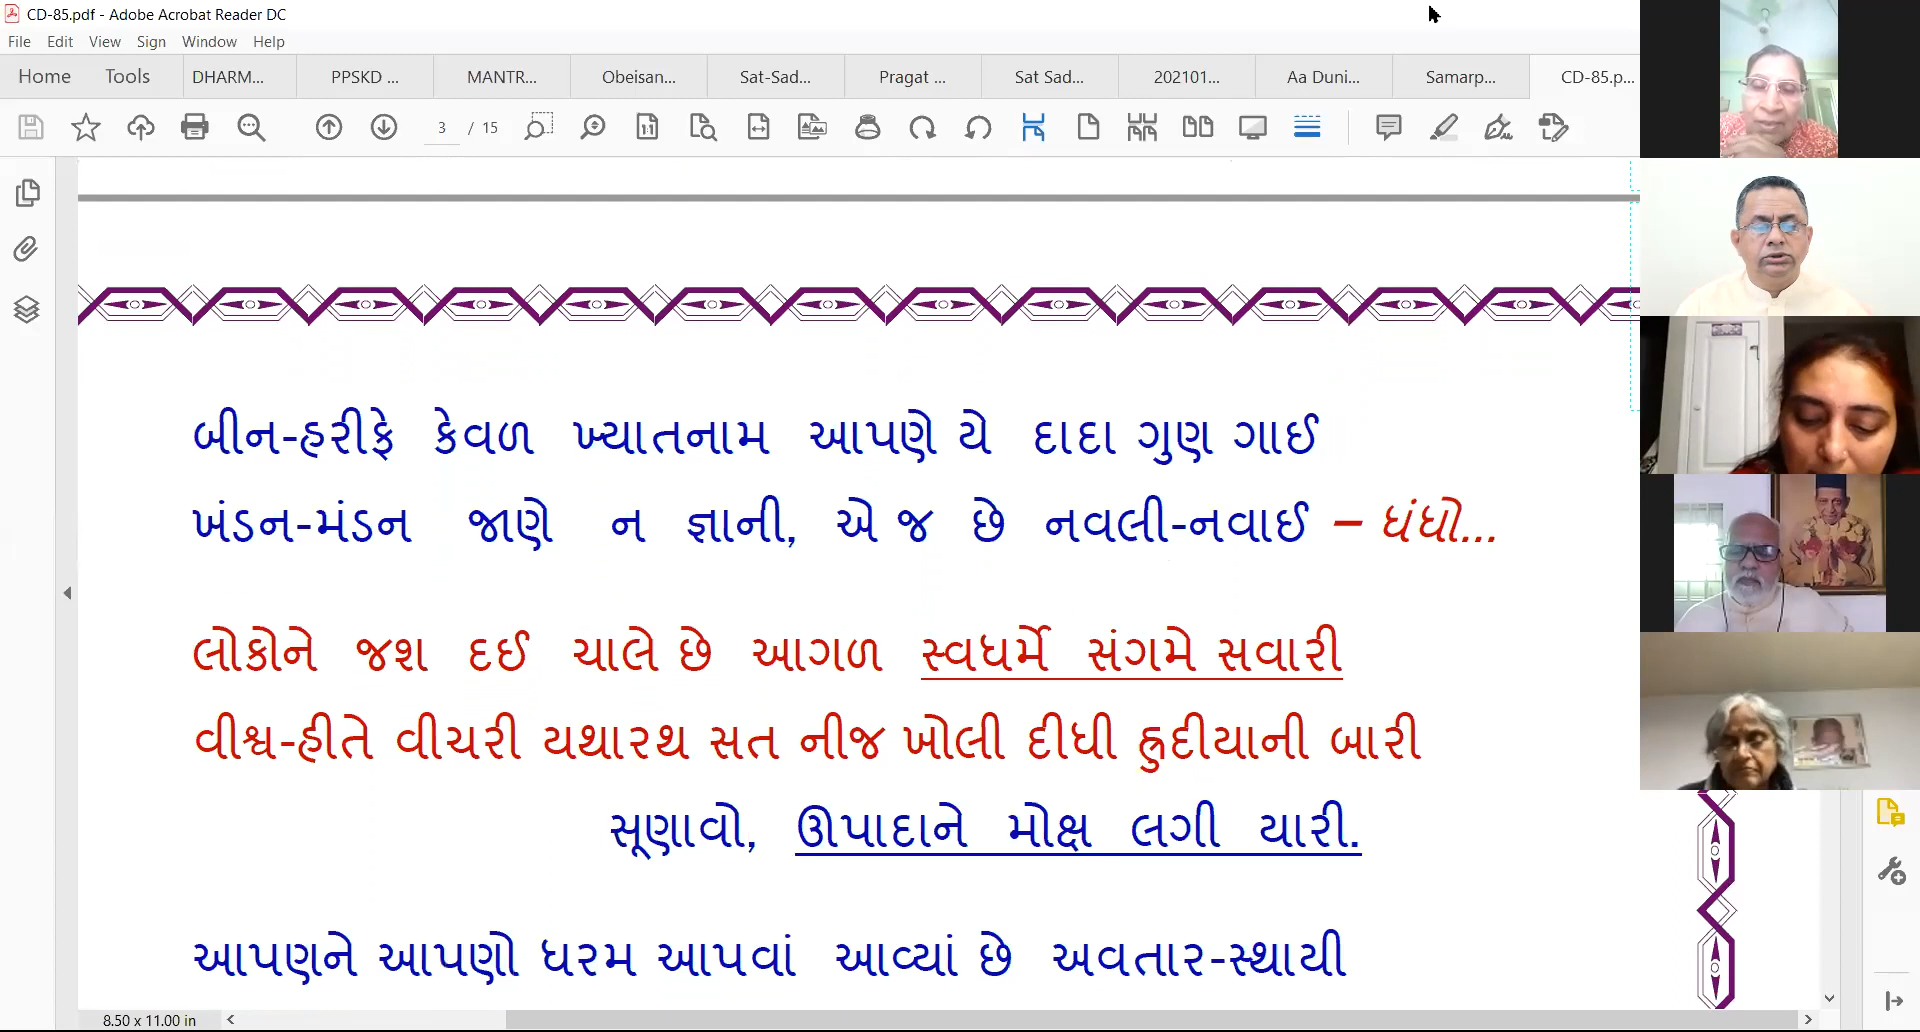 CD-85.pdf - Adobe Acrobat Reader DC
File Edit View Sign Window Help
Home Tools DHARM... PPSKD ... MANTR... Obeisan... Sat-Sad... Pragat ... Sat Sad... 202101... Aa Duni... Samarp... CD-85.p...
3 / 15
બીન-હરીફે કેવળ ખ્યાતનામ આપણે યે દાદા ગુણ ગાઈ
ખંડન-મંડન જાણે ન જ્ઞાની, એ જ છે નવલી-નવાઈ – ધંધો...
લોકોને જશ દઈ ચાલે છે આગળ સ્વધર્મે સંગમે સવારી
વીશ્વ-હીતે વીચરી યથારથ સત નીજ ખોલી દીધી હ્રુદીયાની બારી
સૂણાવો, ઊપાદાને મોક્ષ લગી યારી.
આપણને આપણો ધરમ આપવાં આવ્યાં છે અવતાર-સ્થાયી
8.50 x 11.00 in